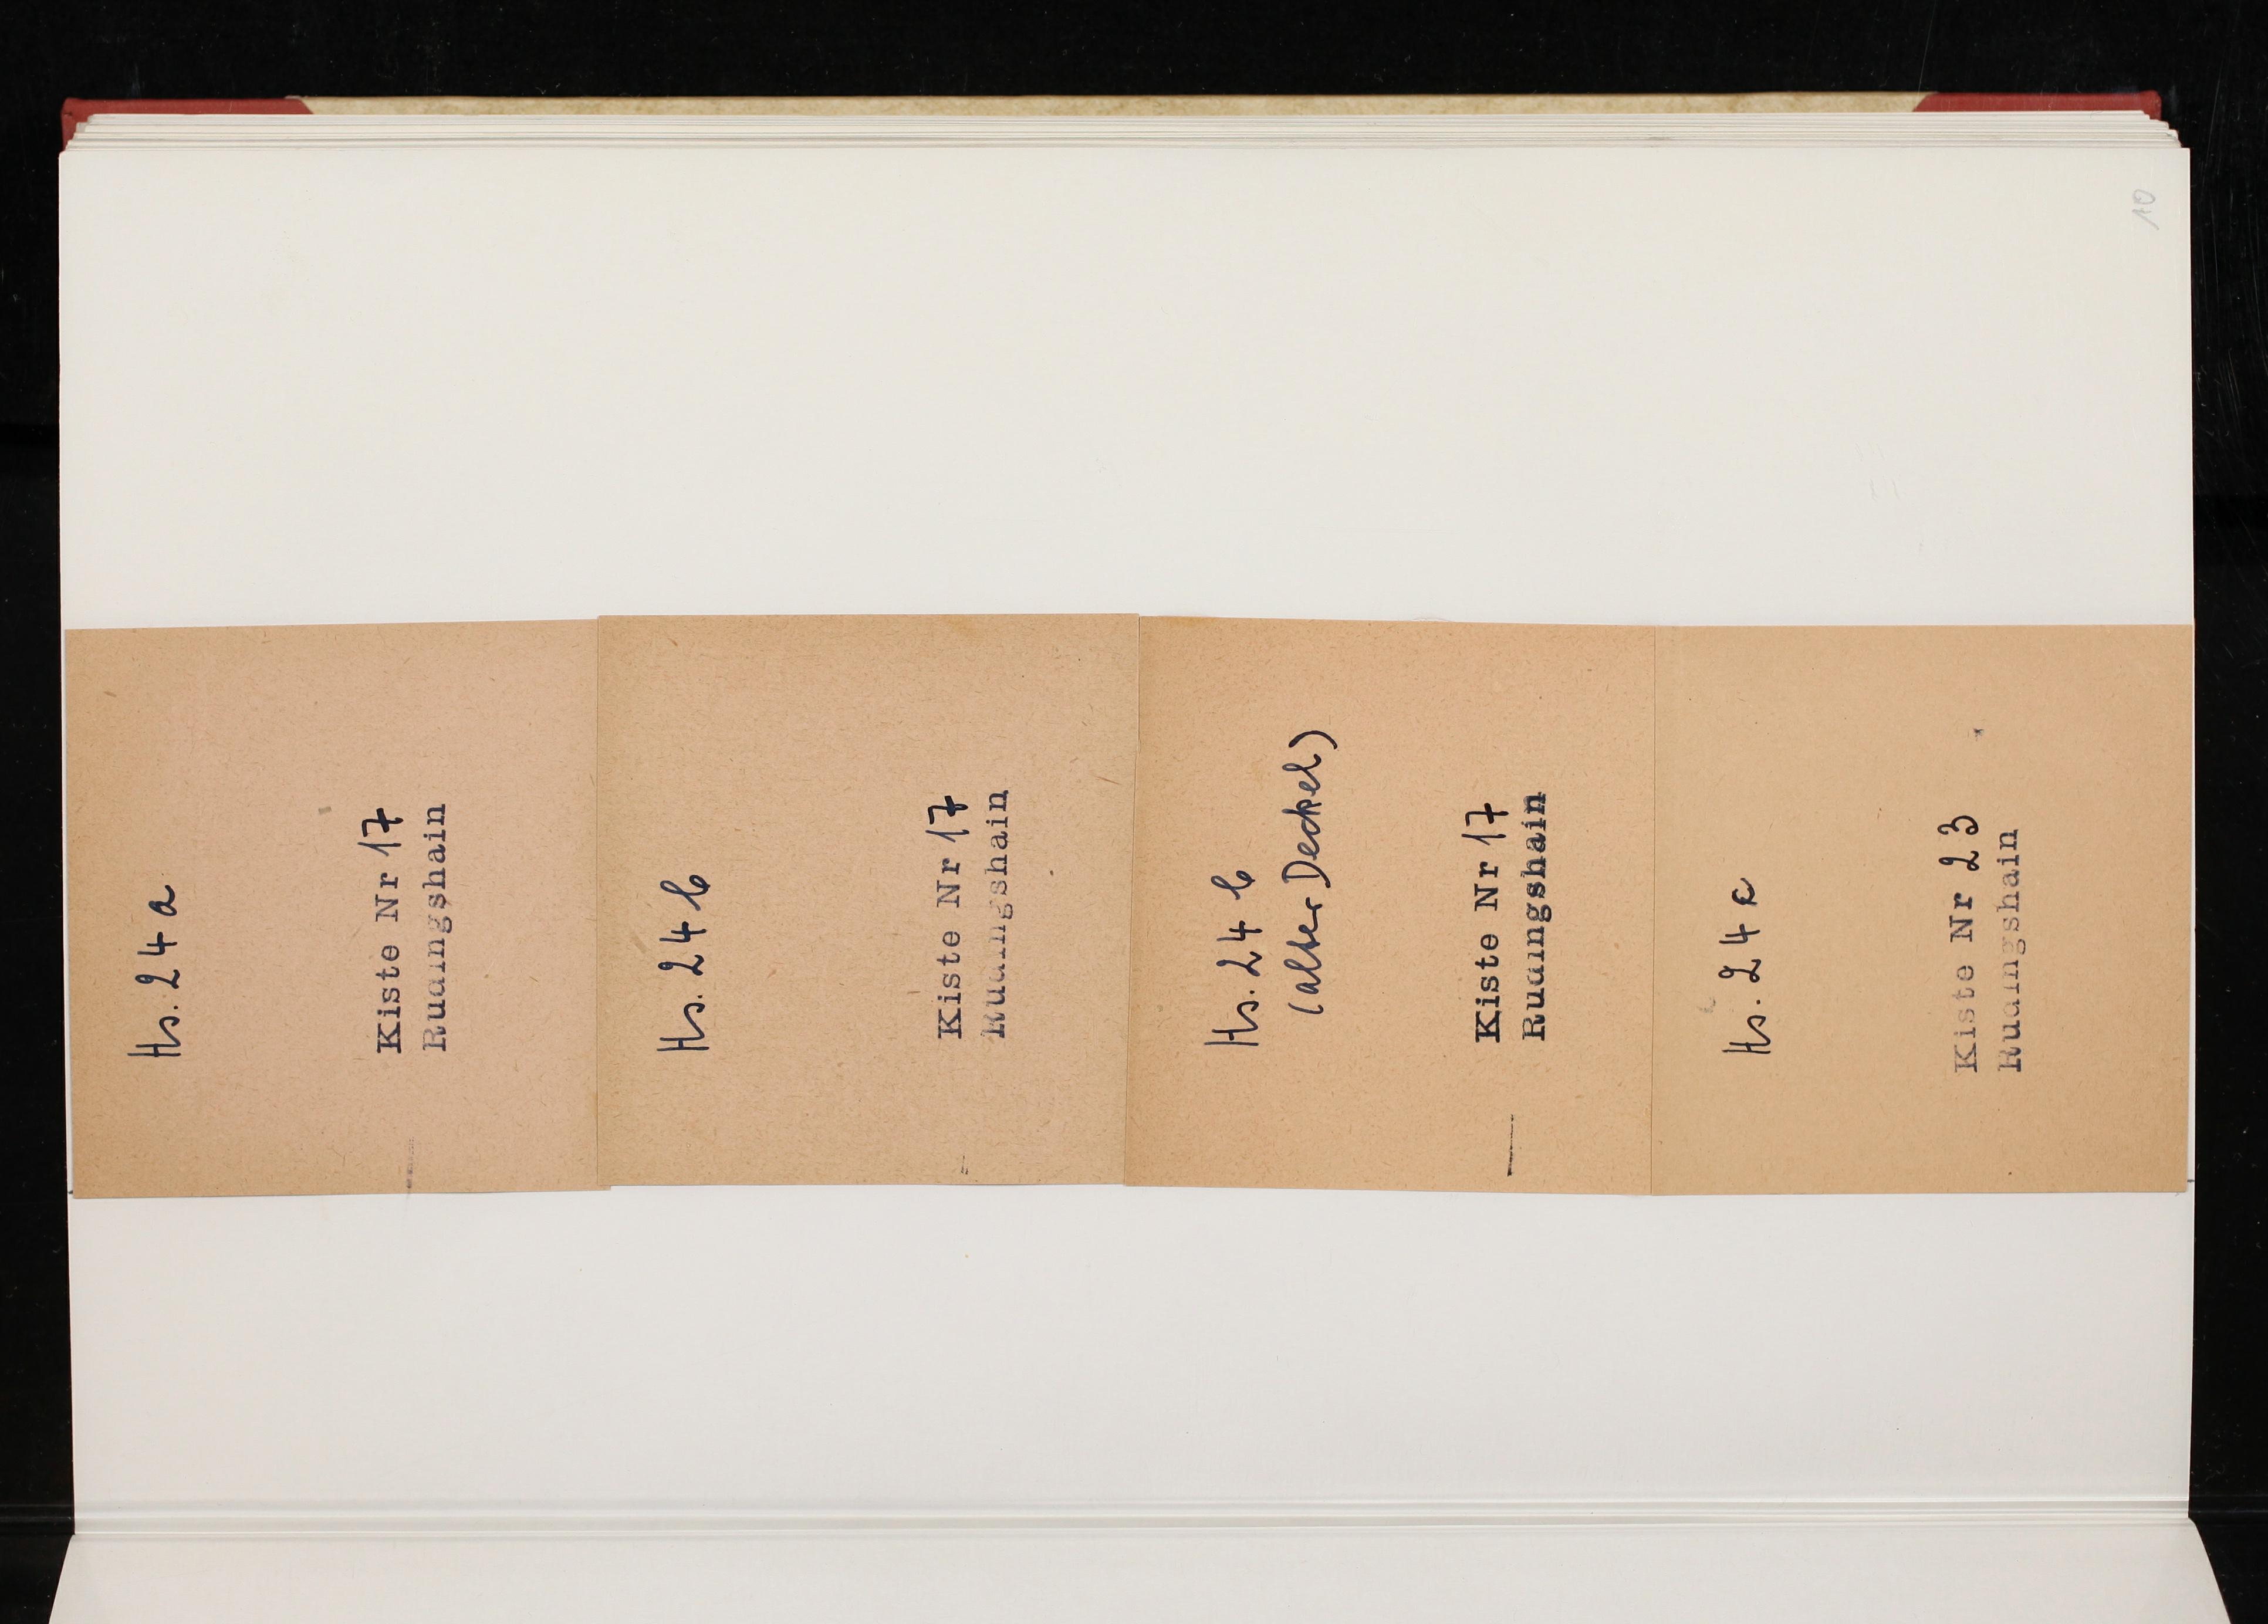 10
Hs. 24 a
Kiste Nr 17
Rudingshain
Hs. 24 b
Kiste Nr 17
Rudingshain
Hs. 24 b
(alter Deckel)
Kiste Nr 17
Rudingshain
Hs. 24 c
Kiste Nr 23
Rudingshain